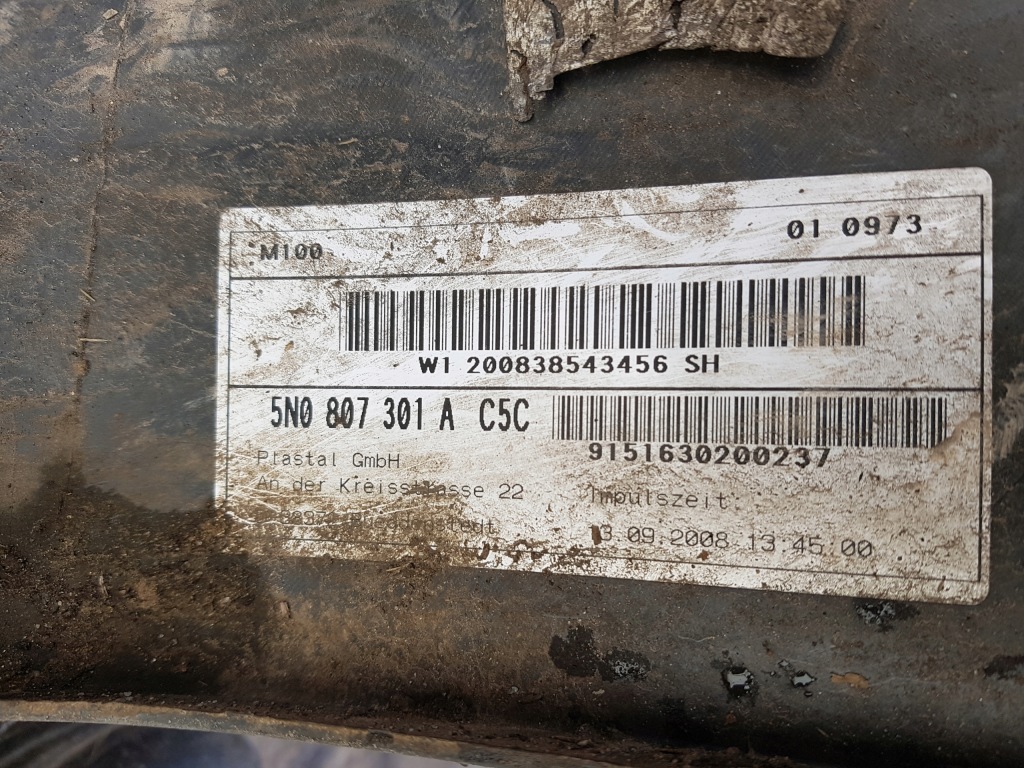 M100
01 0973
W1 200838543456 SH
5N0 807 301 A C5C
9151630200237
Plastal GmbH
An der Kreisstrasse 22
Impulszeit
13.09.2008 13:45:00